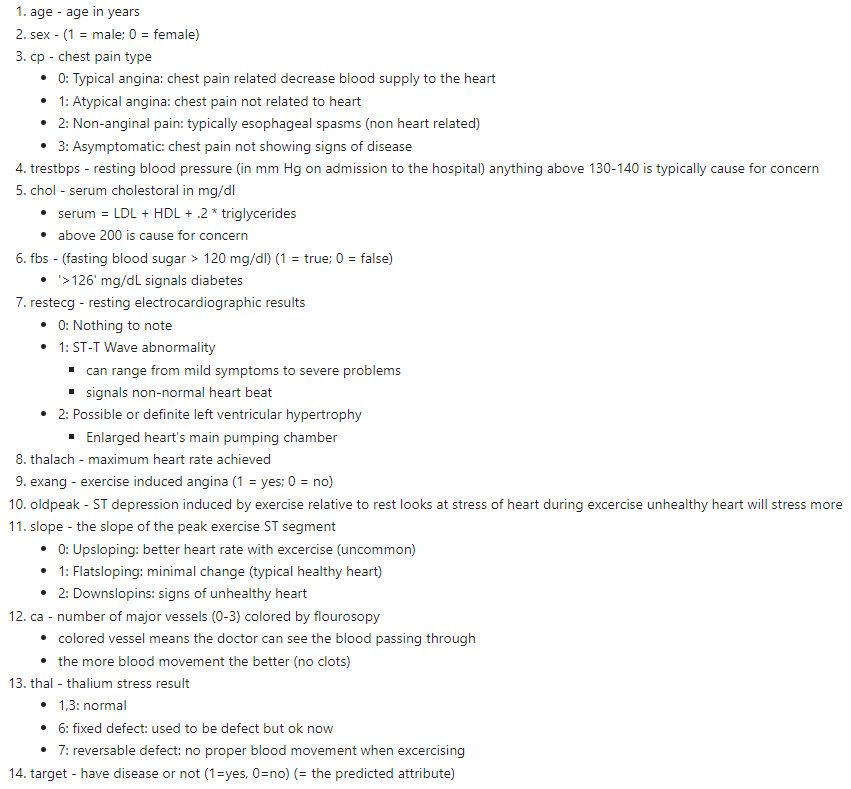 1. age - age in years
2. sex - (1 = male; 0 = female)
3. cp - chest pain type
• 0: Typical angina: chest pain related decrease blood supply to the heart
• 1: Atypical angina: chest pain not related to heart
• 2: Non-anginal pain: typically esophageal spasms (non heart related)
• 3: Asymptomatic: chest pain not showing signs of disease
4. trestbps - resting blood pressure (in mm Hg on admission to the hospital) anything above 130-140 is typically cause for concern
5. chol - serum cholestoral in mg/dl
• serum = LDL + HDL + .2 * triglycerides
• above 200 is cause for concern
6. fbs - (fasting blood sugar > 120 mg/dl) (1 = true; 0 = false)
• '>126' mg/dL signals diabetes
7. restecg - resting electrocardiographic results
• 0: Nothing to note
• 1: ST-T Wave abnormality
▪ can range from mild symptoms to severe problems
▪ signals non-normal heart beat
• 2: Possible or definite left ventricular hypertrophy
▪ Enlarged heart's main pumping chamber
8. thalach - maximum heart rate achieved
9. exang - exercise induced angina (1 = yes; 0 = no)
10. oldpeak - ST depression induced by exercise relative to rest looks at stress of heart during excercise unhealthy heart will stress more
11. slope - the slope of the peak exercise ST segment
• 0: Upsloping: better heart rate with excercise (uncommon)
• 1: Flatsloping: minimal change (typical healthy heart)
• 2: Downslopins: signs of unhealthy heart
12. ca - number of major vessels (0-3) colored by flourosopy
• colored vessel means the doctor can see the blood passing through
• the more blood movement the better (no clots)
13. thal - thalium stress result
• 1,3: normal
• 6: fixed defect: used to be defect but ok now
• 7: reversable defect: no proper blood movement when excercising
14. target - have disease or not (1=yes, 0=no) (= the predicted attribute)